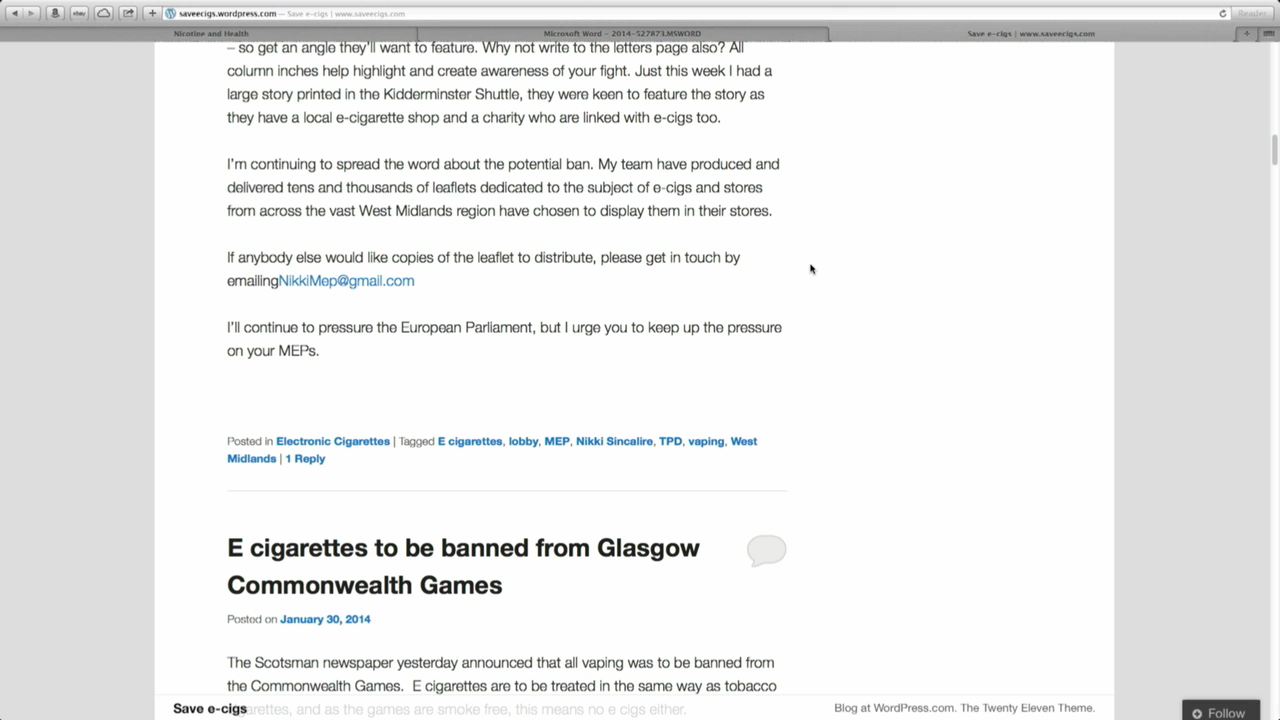 saveecigs.wordpress.com — Save e-cigs | www.saveecigs.com
Reader
Nicotine and Health
Microsoft Word - 2014-527873.MSWORD
Save e-cigs | www.saveecigs.com
– so get an angle they'll want to feature. Why not write to the letters page also? All
column inches help highlight and create awareness of your fight. Just this week I had a
large story printed in the Kidderminster Shuttle, they were keen to feature the story as
they have a local e-cigarette shop and a charity who are linked with e-cigs too.
I'm continuing to spread the word about the potential ban. My team have produced and
delivered tens and thousands of leaflets dedicated to the subject of e-cigs and stores
from across the vast West Midlands region have chosen to display them in their stores.
If anybody else would like copies of the leaflet to distribute, please get in touch by
emailingNikkiMep@gmail.com
I'll continue to pressure the European Parliament, but I urge you to keep up the pressure
on your MEPs.
Posted in Electronic Cigarettes | Tagged E cigarettes, lobby, MEP, Nikki Sincalire, TPD, vaping, West
Midlands | 1 Reply
E cigarettes to be banned from Glasgow
Commonwealth Games
Posted on January 30, 2014
The Scotsman newspaper yesterday announced that all vaping was to be banned from
the Commonwealth Games.  E cigarettes are to be treated in the same way as tobacco
Save e-cigs
arettes, and as the games are smoke free, this means no e cigs either.
Blog at WordPress.com. The Twenty Eleven Theme.
Follow